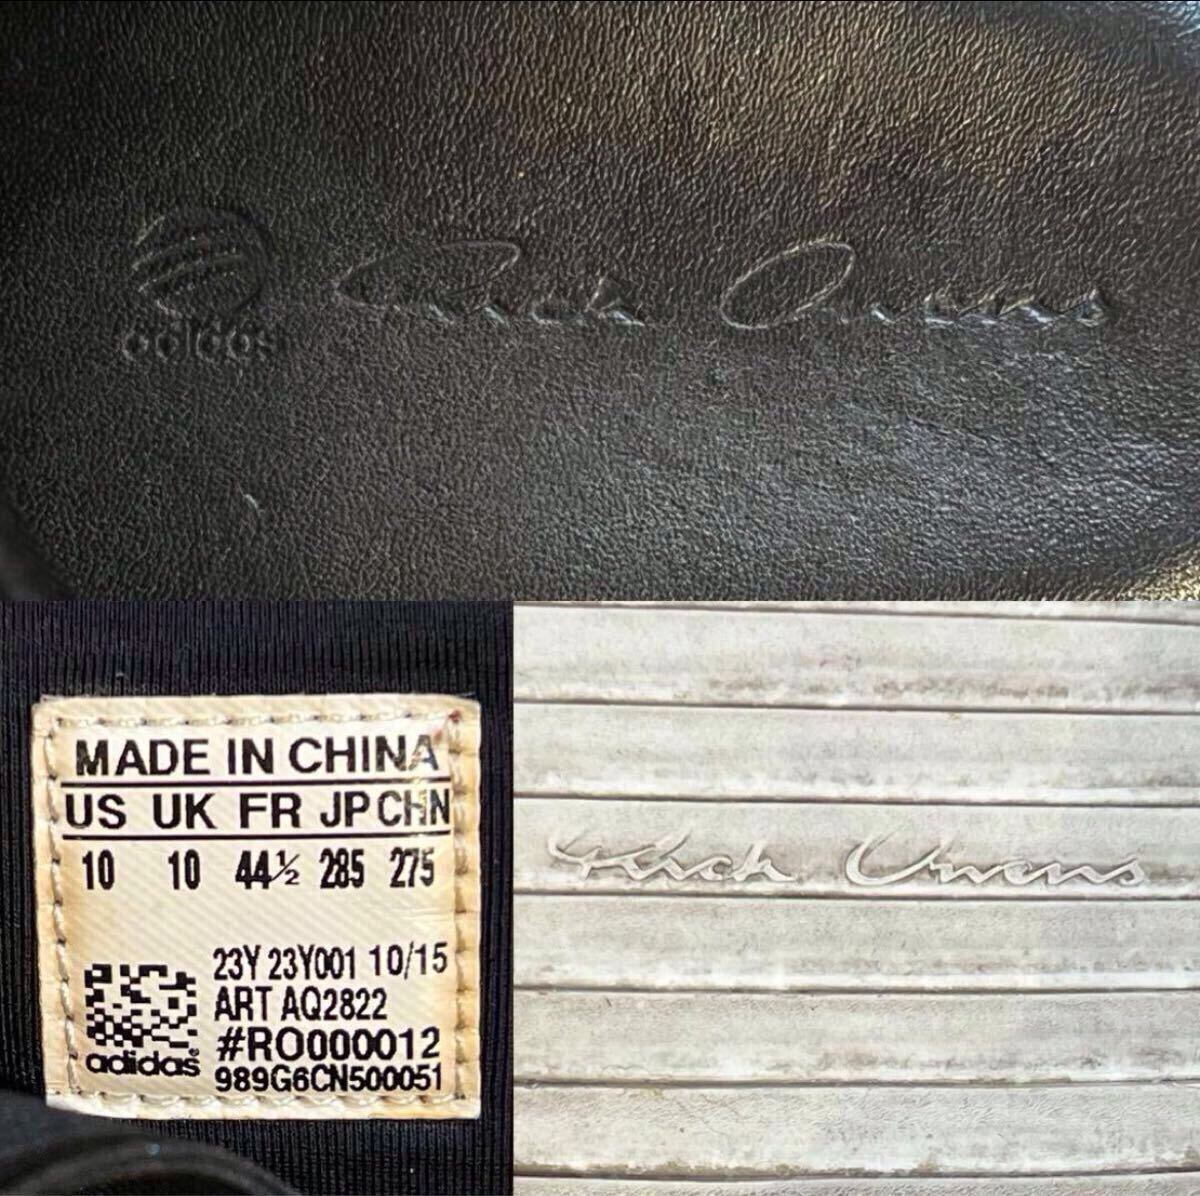 adidas Rick Owens
MADE IN CHINA
US UK FR JP CHN
10 10 44½ 285 275
23Y 23Y001 10/15
ART AQ2822
#RO000012
989G6CN500051
adidas®
Rick Owens